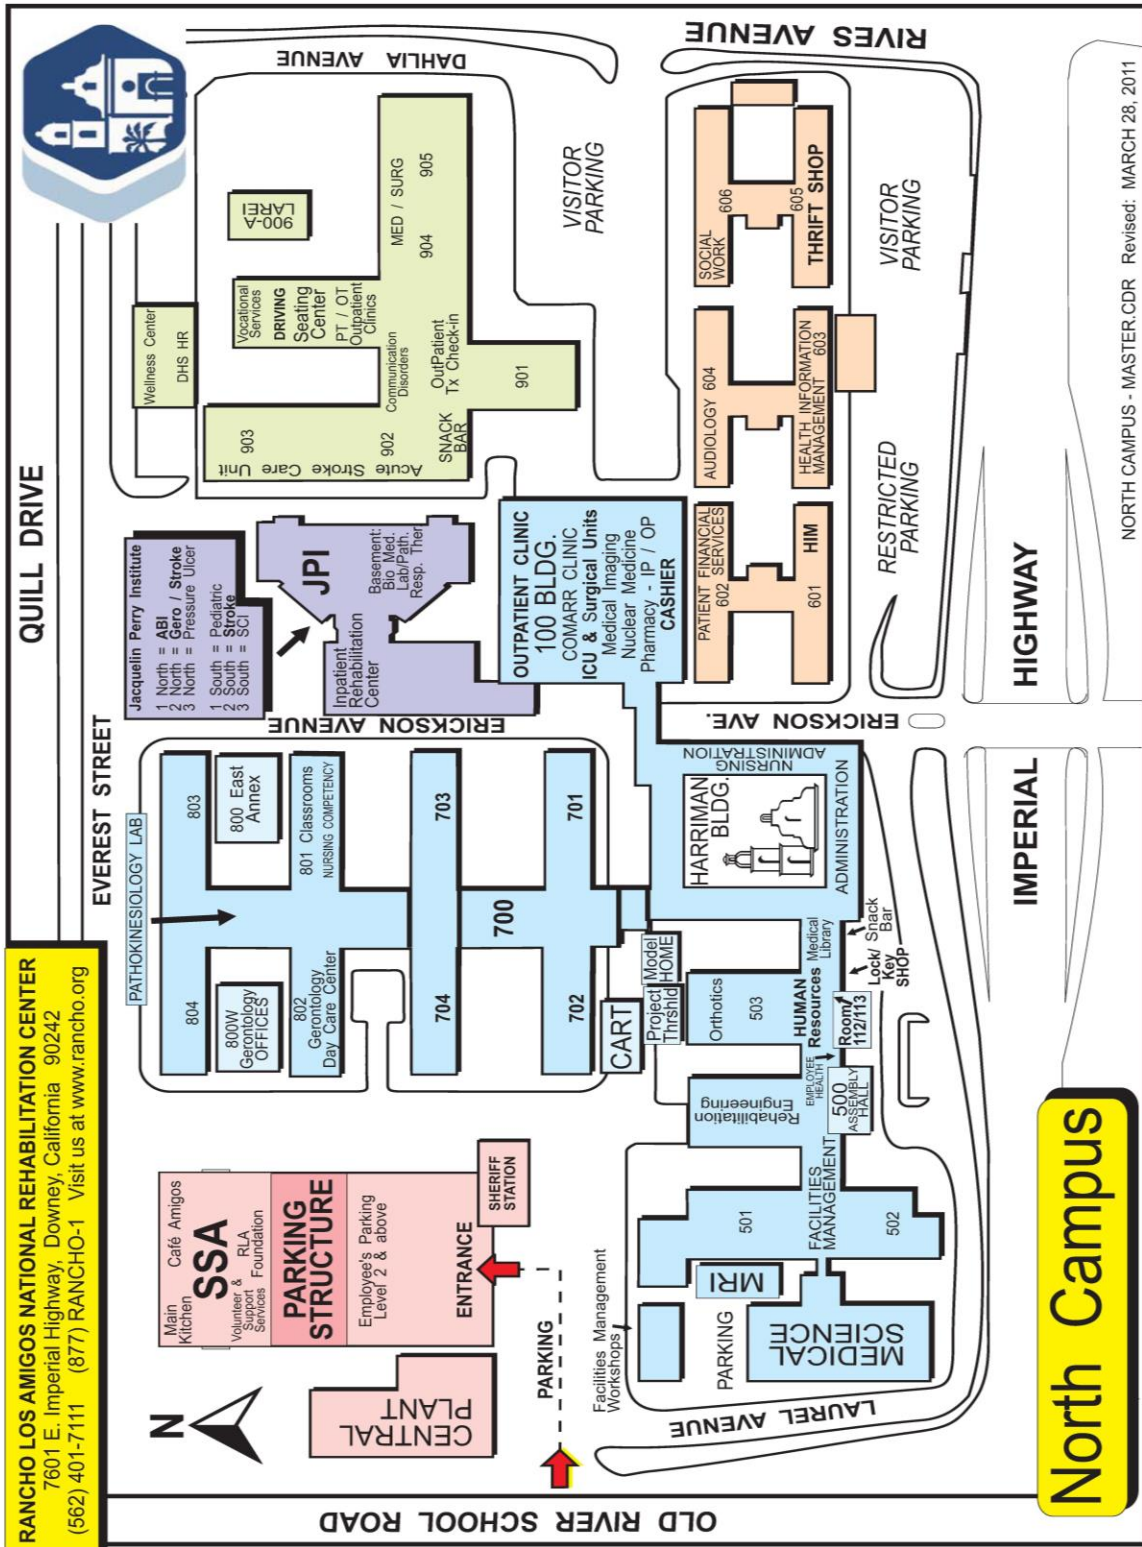 RANCHO LOS AMIGOS NATIONAL REHABILITATION CENTER
7601 E. Imperial Highway, Downey, California 90242
(562) 401-7111 (877) RANCHO-1 Visit us at www.rancho.org
QUILL DRIVE
EVEREST STREET
PATHOKINESIOLOGY LAB
N
Main
Kitchen
Café Amigos
SSA
Volunteer &
Support
Services
RLA
Foundation
PARKING
STRUCTURE
Employee's Parking
Level 2 & above
ENTRANCE
SHERIFF
STATION
CENTRAL
PLANT
PARKING
OLD RIVER SCHOOL ROAD
804
803
800W
Gerontology
OFFICES
800 East
Annex
802
Gerontology
Day Care Center
801 Classrooms
NURSING COMPETENCY
704
703
700
702
701
CART
Project
Thrshld
Model
HOME
ERICKSON AVENUE
Jacquelin Perry Institute
1 North = ABI
2 North = Gero / Stroke
3 North = Pressure Ulcer
1 South = Pediatric
2 South = Stroke
3 South = SCI
JPI
Inpatient
Rehabilitation
Center
Basement:
Bio Med.
Lab/Path.
Resp. Ther
Wellness Center
DHS HR
900-A
LAREI
903
902
Acute Stroke Care Unit
Vocational
Services
DRIVING
Seating
Center
PT / OT
Outpatient
Clinics
Communication
Disorders
MED / SURG
904
905
SNACK
BAR
OutPatient
Tx Check-in
901
DAHLIA AVENUE
VISITOR
PARKING
RIVES AVENUE
OUTPATIENT CLINIC
100 BLDG.
COMARR CLINIC
ICU & Surgical Units
Medical Imaging
Nuclear Medicine
Pharmacy - IP / OP
CASHIER
PATIENT FINANCIAL
SERVICES
602
601
HIM
AUDIOLOGY 604
HEALTH INFORMATION
MANAGEMENT 603
SOCIAL
WORK
606
605
THRIFT SHOP
RESTRICTED
PARKING
VISITOR
PARKING
NURSING
ADMINISTRATION
HARRIMAN
BLDG.
ADMINISTRATION
ERICKSON AVE.
Orthotics
503
HUMAN
Resources
Medical
Library
Snack
Bar
Lock/
Key
SHOP
Room/
112/113
EMPLOYEE
HEALTH
500
ASSEMBLY
HALL
Rehabilitation
Engineering
FACILITIES
MANAGEMENT
501
502
MRI
Facilities Management
Workshops
PARKING
MEDICAL
SCIENCE
LAUREL AVENUE
IMPERIAL HIGHWAY
North Campus
NORTH CAMPUS - MASTER.CDR Revised: MARCH 28, 2011